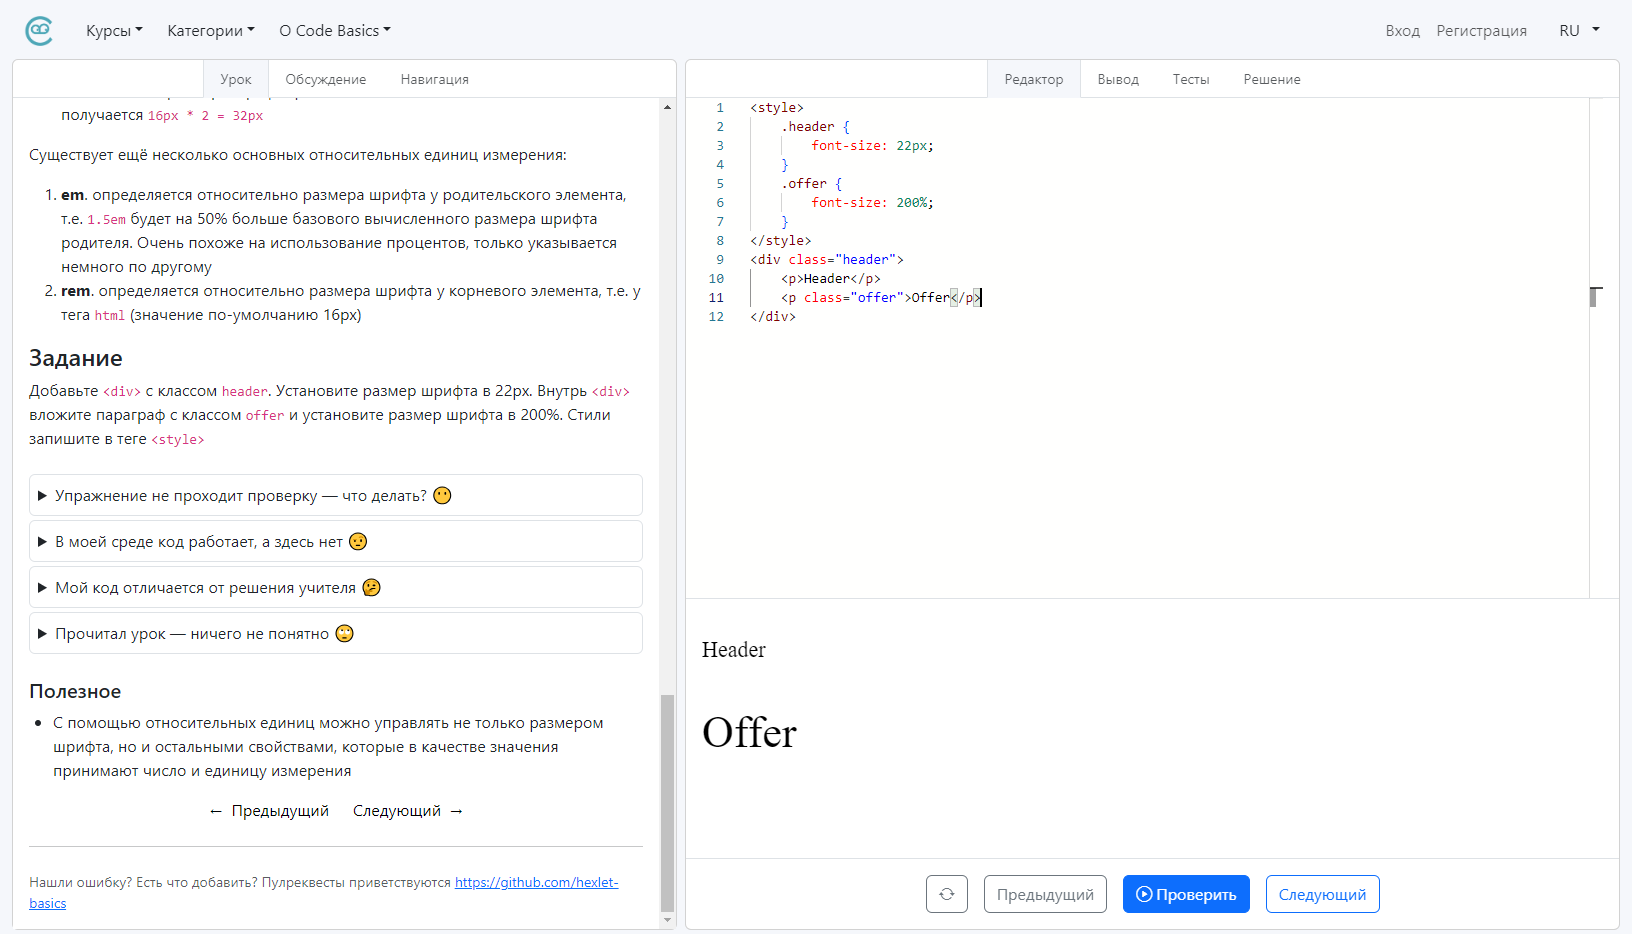 Курсы Категории О Code Basics Вход Регистрация RU
Урок Обсуждение Навигация
получается 16px * 2 = 32px
Существует ещё несколько основных относительных единиц измерения:
1. em. определяется относительно размера шрифта у родительского элемента,
т.е. 1.5em будет на 50% больше базового вычисленного размера шрифта
родителя. Очень похоже на использование процентов, только указывается
немного по другому
2. rem. определяется относительно размера шрифта у корневого элемента, т.е. у
тега html (значение по-умолчанию 16px)
Задание
Добавьте <div> с классом header. Установите размер шрифта в 22px. Внутрь <div>
вложите параграф с классом offer и установите размер шрифта в 200%. Стили
запишите в теге <style>
Упражнение не проходит проверку — что делать? 😶
В моей среде код работает, а здесь нет 🤨
Мой код отличается от решения учителя 🤔
Прочитал урок — ничего не понятно 🙄
Полезное
• С помощью относительных единиц можно управлять не только размером
шрифта, но и остальными свойствами, которые в качестве значения
принимают число и единицу измерения
← Предыдущий Следующий →
Нашли ошибку? Есть что добавить? Пулреквесты приветствуются https://github.com/hexlet-
basics
Редактор Вывод Тесты Решение
1 <style>
2 .header {
3 font-size: 22px;
4 }
5 .offer {
6 font-size: 200%;
7 }
8 </style>
9 <div class="header">
10 <p>Header</p>
11 <p class="offer">Offer</p>
12 </div>
Header
Offer
Предыдущий Проверить Следующий